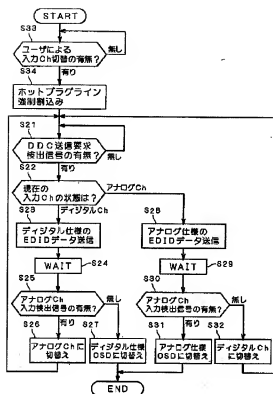 START
S33
ユーザによる
入力Ch切替の有無?
無し
有り
S34
ホットプラグライン
強制割込み
S21
DDC送信要求
検出信号の有無?
無し
有り
S22
現在の
入力Chの状態は?
アナログCh
ディジタルCh
S23
ディジタル仕様の
EDIDデータ送信
S28
アナログ仕様の
EDIDデータ送信
WAIT
S24
WAIT
S29
S25
アナログCh
入力検出信号の有無?
無し
有り
S30
アナログCh
入力検出信号の有無?
無し
有り
S26
アナログChに
切替え
S27
ディジタル仕様
OSDに切替え
S31
アナログ仕様
OSDに切替え
S32
ディジタルCh
に切替え
END